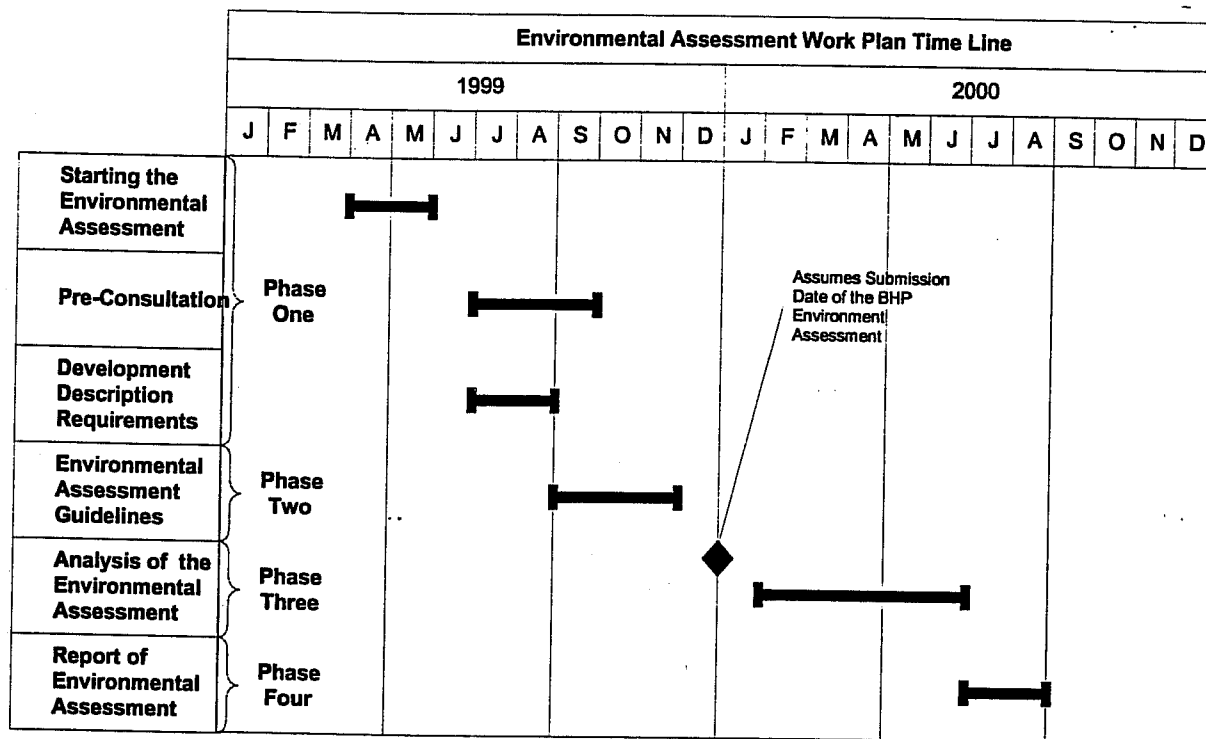 Environmental Assessment Work Plan Time Line
1999 2000
J F M A M J J A S O N D J F M A M J J A S O N D
Starting the
Environmental
Assessment
Pre-Consultation
Phase
One
Development
Description
Requirements
Assumes Submission
Date of the BHP
Environment
Assessment
Environmental
Assessment
Guidelines
Phase
Two
Analysis of the
Environmental
Assessment
Phase
Three
Report of
Environmental
Assessment
Phase
Four